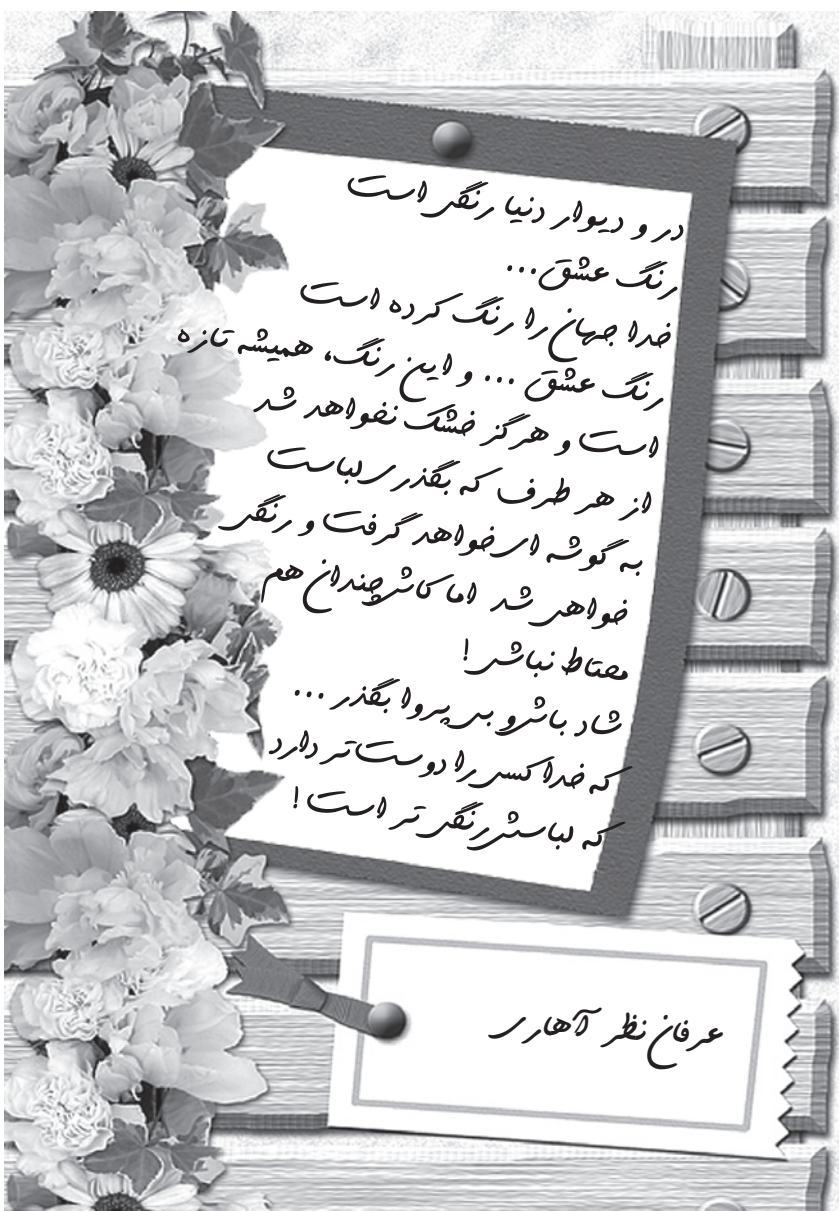 در و دیوار دنیا رنگی است
رنگ عشق...
خدا جهان را رنگ کرده است
رنگ عشق ... و این رنگ، همیشه تازه
است و هرگز خشک نخواهد شد
از هر طرف که بگذری لباست
به گوشه ای خواهد گرفت و رنگی
خواهی شد اما کاش چندان هم
محتاط نباشی!
شاد باش و بی پروا بگذر ...
که خدا کسی را دوست تر دارد
که لباسش رنگی تر است!
عرفان نظر آهاری